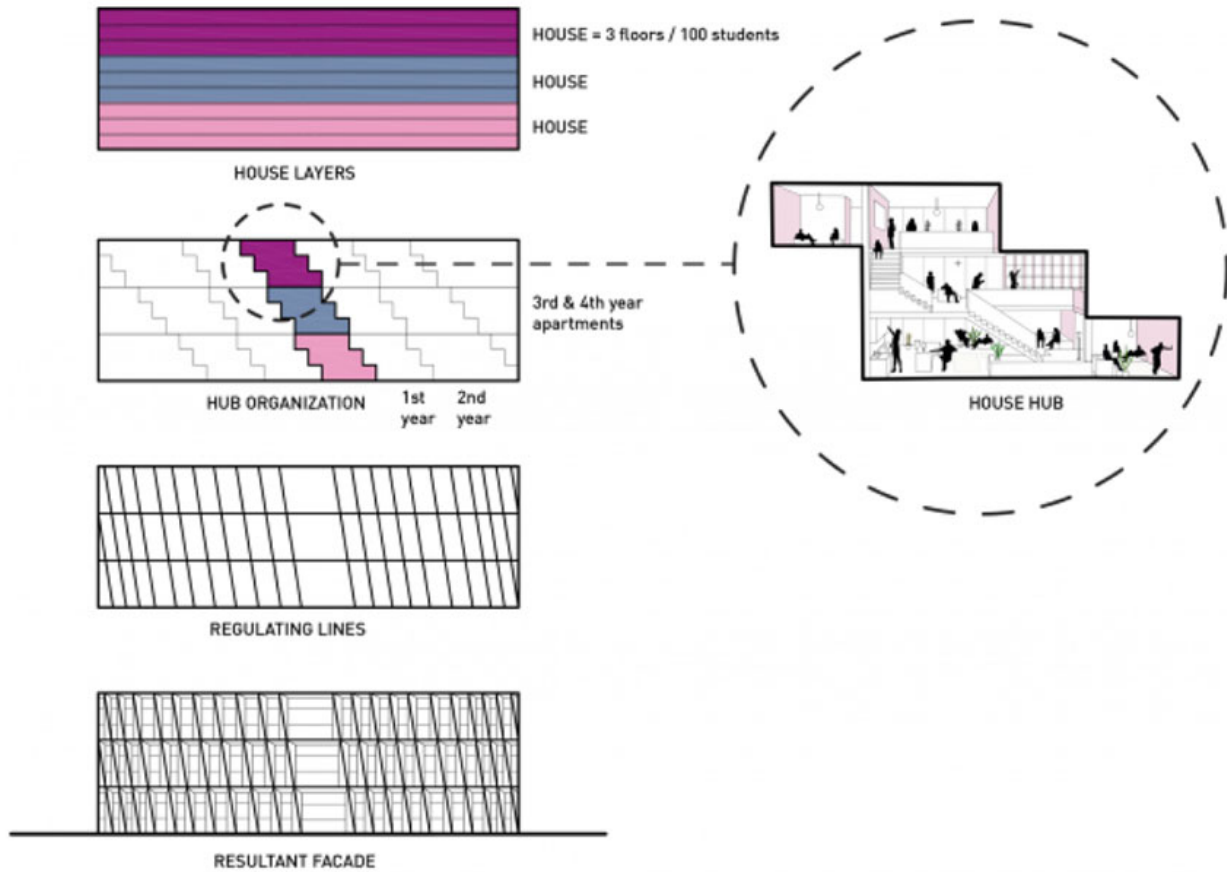 HOUSE = 3 floors / 100 students
HOUSE
HOUSE
HOUSE LAYERS
3rd & 4th year
apartments
HUB ORGANIZATION
1st
year
2nd
year
HOUSE HUB
REGULATING LINES
RESULTANT FACADE